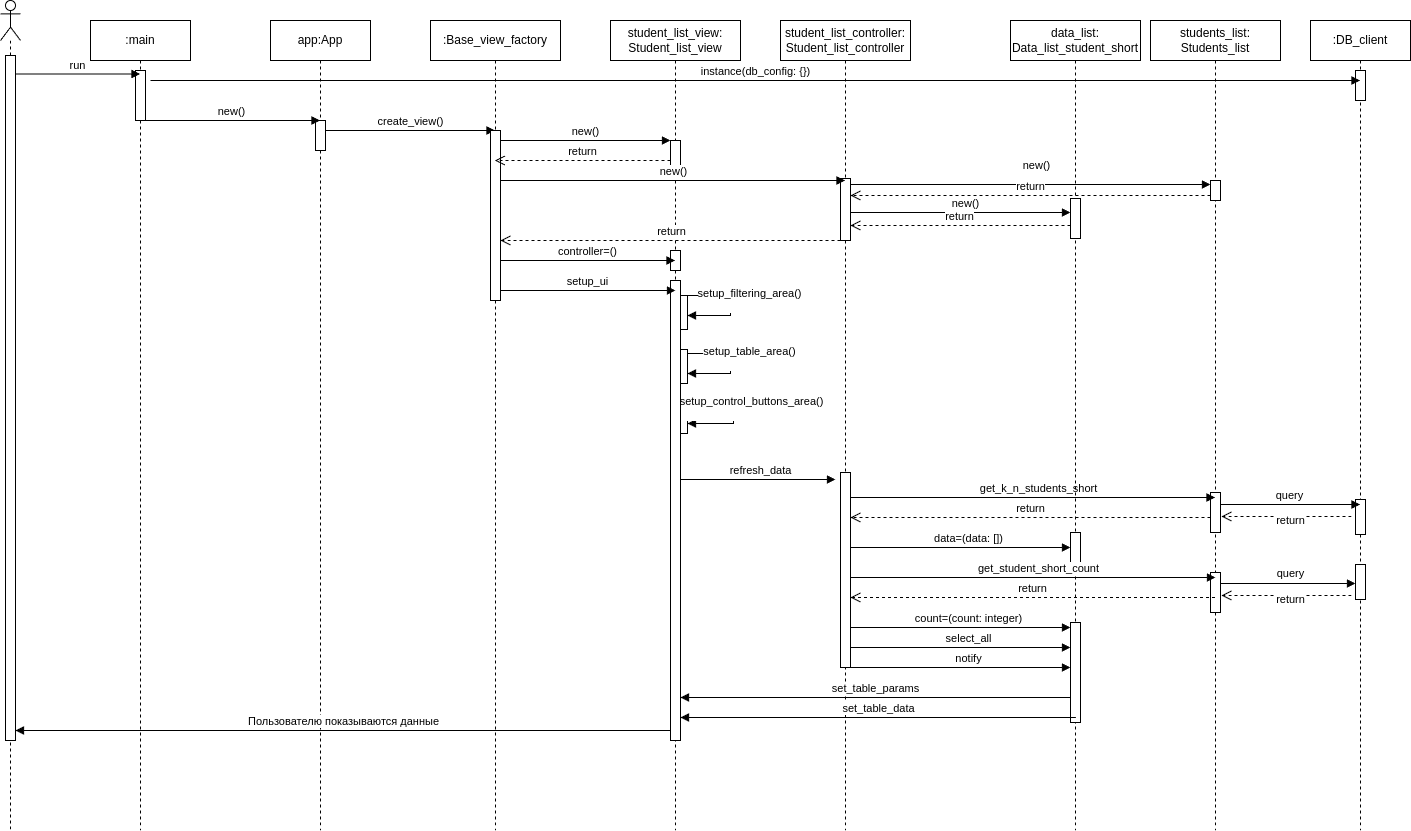 :main
app:App
:Base_view_factory
student_list_view:
Student_list_view
student_list_controller:
Student_list_controller
data_list:
Data_list_student_short
students_list:
Students_list
:DB_client
run
instance(db_config: {})
new()
create_view()
new()
return
new()
new()
return
new()
return
return
controller=()
setup_ui
setup_filtering_area()
setup_table_area()
setup_control_buttons_area()
refresh_data
get_k_n_students_short
query
return
return
data=(data: [])
get_student_short_count
query
return
return
count=(count: integer)
select_all
notify
set_table_params
set_table_data
Пользователю показываются данные